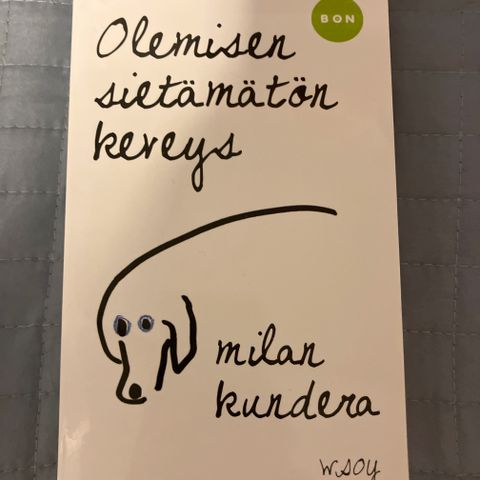 BON
Olemisen
sietämätön
keveys
milan
kundera
WSOY